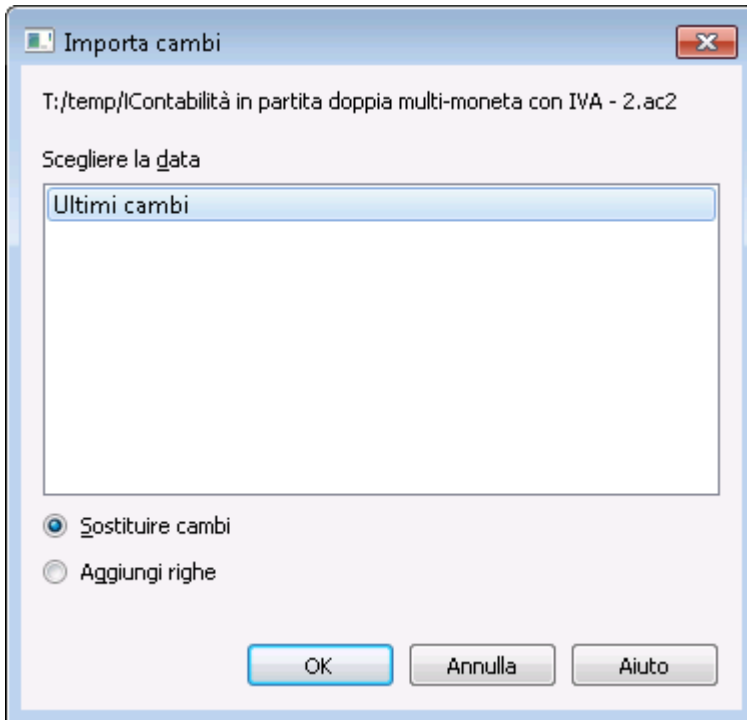 Importa cambi
T:/temp/IContabilità in partita doppia multi-moneta con IVA - 2.ac2
Scegliere la data
Ultimi cambi
Sostituire cambi
Aggiungi righe
OK Annulla Aiuto